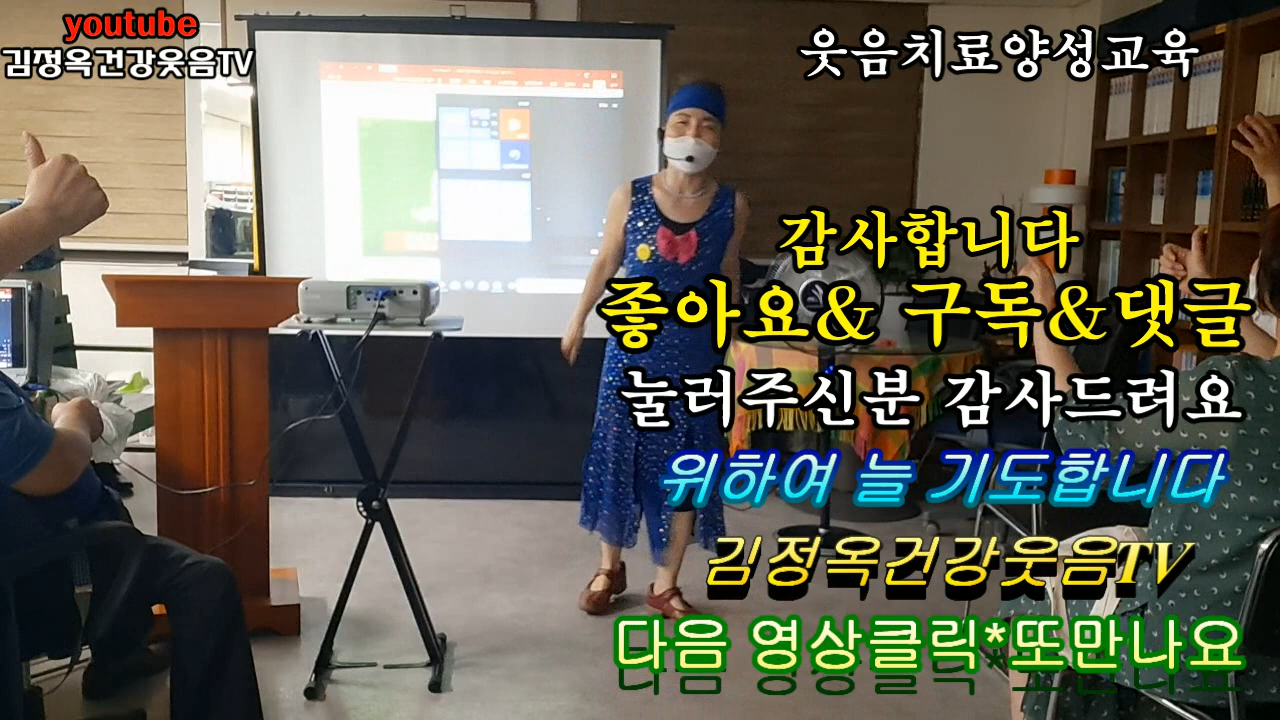 youtube
김정옥건강웃음TV
웃음치료양성교육
감사합니다
좋아요& 구독&댓글
눌러주신분 감사드려요
위하여 늘 기도합니다
김정옥건강웃음TV
다음 영상클릭*또만나요